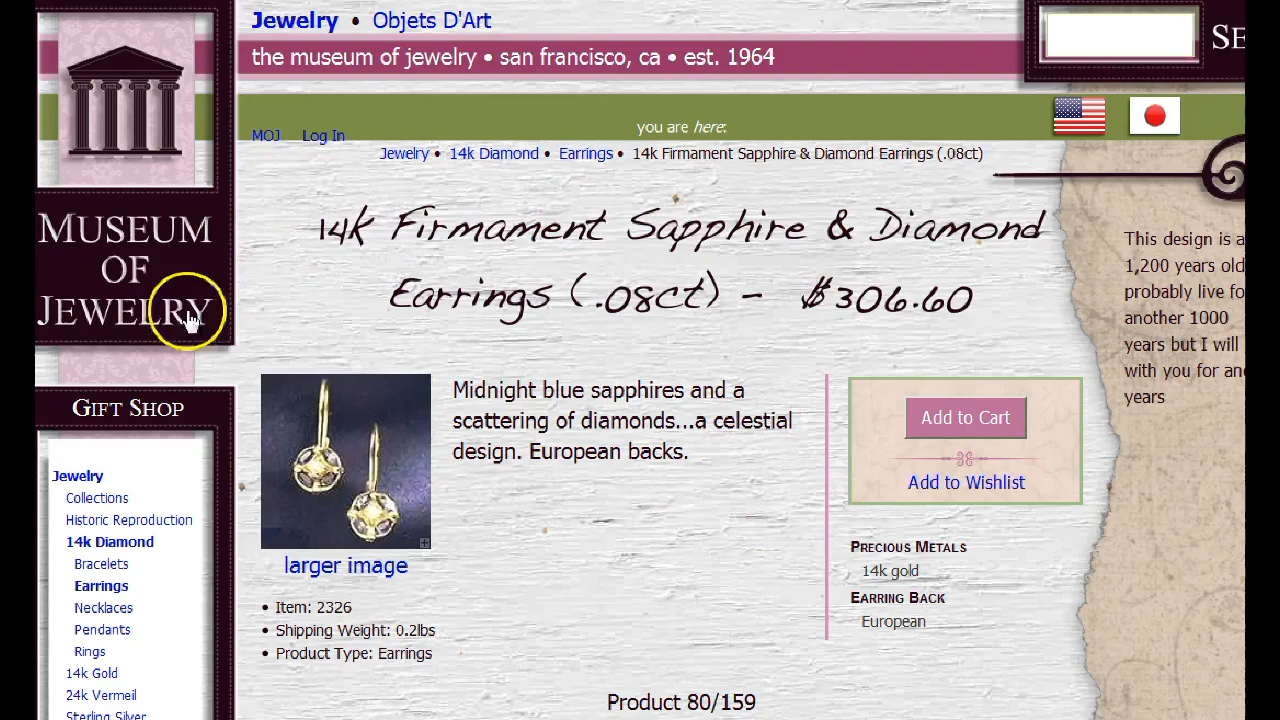 Jewelry • Objets D'Art
the museum of jewelry • san francisco, ca • est. 1964
MOJ Log In
you are here:
Jewelry • 14k Diamond • Earrings • 14k Firmament Sapphire & Diamond Earrings (.08ct)
MUSEUM
OF
JEWELRY
14k Firmament Sapphire & Diamond
Earrings (.08ct) - $306.60
This design is a
1,200 years old
probably live fo
another 1000
years but I will
with you for an
years
GIFT SHOP
Jewelry
Collections
Historic Reproduction
14k Diamond
Bracelets
Earrings
Necklaces
Pendants
Rings
14k Gold
24k Vermeil
Sterling Silver
Midnight blue sapphires and a
scattering of diamonds...a celestial
design. European backs.
larger image
• Item: 2326
• Shipping Weight: 0.2lbs
• Product Type: Earrings
Add to Cart
Add to Wishlist
PRECIOUS METALS
14k gold
EARRING BACK
European
Product 80/159